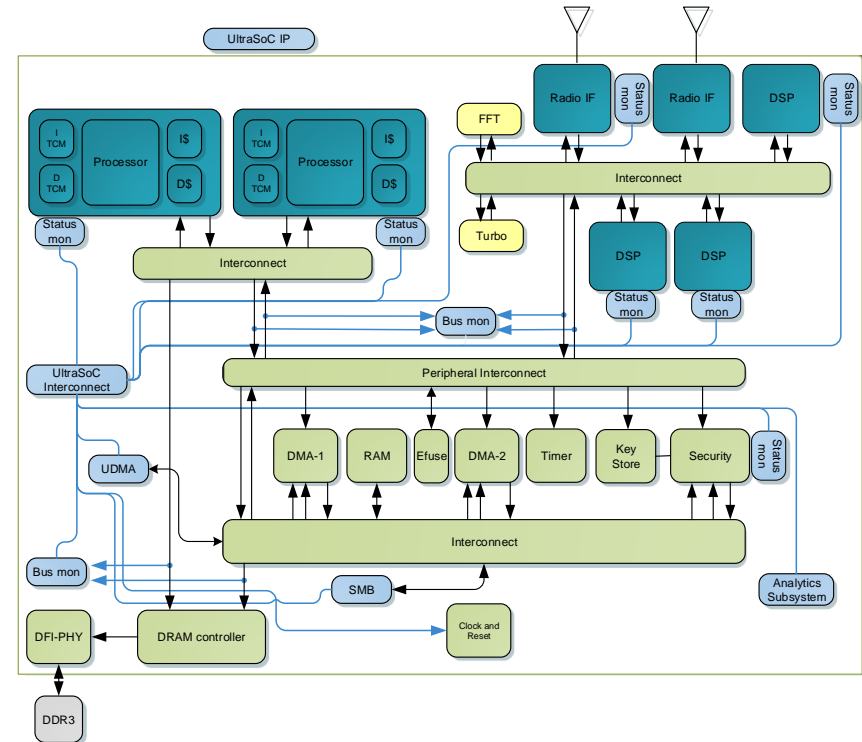 UltraSoC IP
Radio IF
Status
mon
Radio IF
DSP
Status
mon
FFT
I
TCM
Processor
I$
D
TCM
D$
I
TCM
Processor
I$
D
TCM
D$
Interconnect
Status
mon
Status
mon
Turbo
DSP
DSP
Interconnect
Status
mon
Status
mon
Bus mon
UltraSoC
Interconnect
Peripheral Interconnect
DMA-1
RAM
Efuse
DMA-2
Timer
Key
Store
Security
Status
mon
UDMA
Interconnect
Bus mon
SMB
Analytics
Subsystem
DFI-PHY
DRAM controller
Clock and
Reset
DDR3